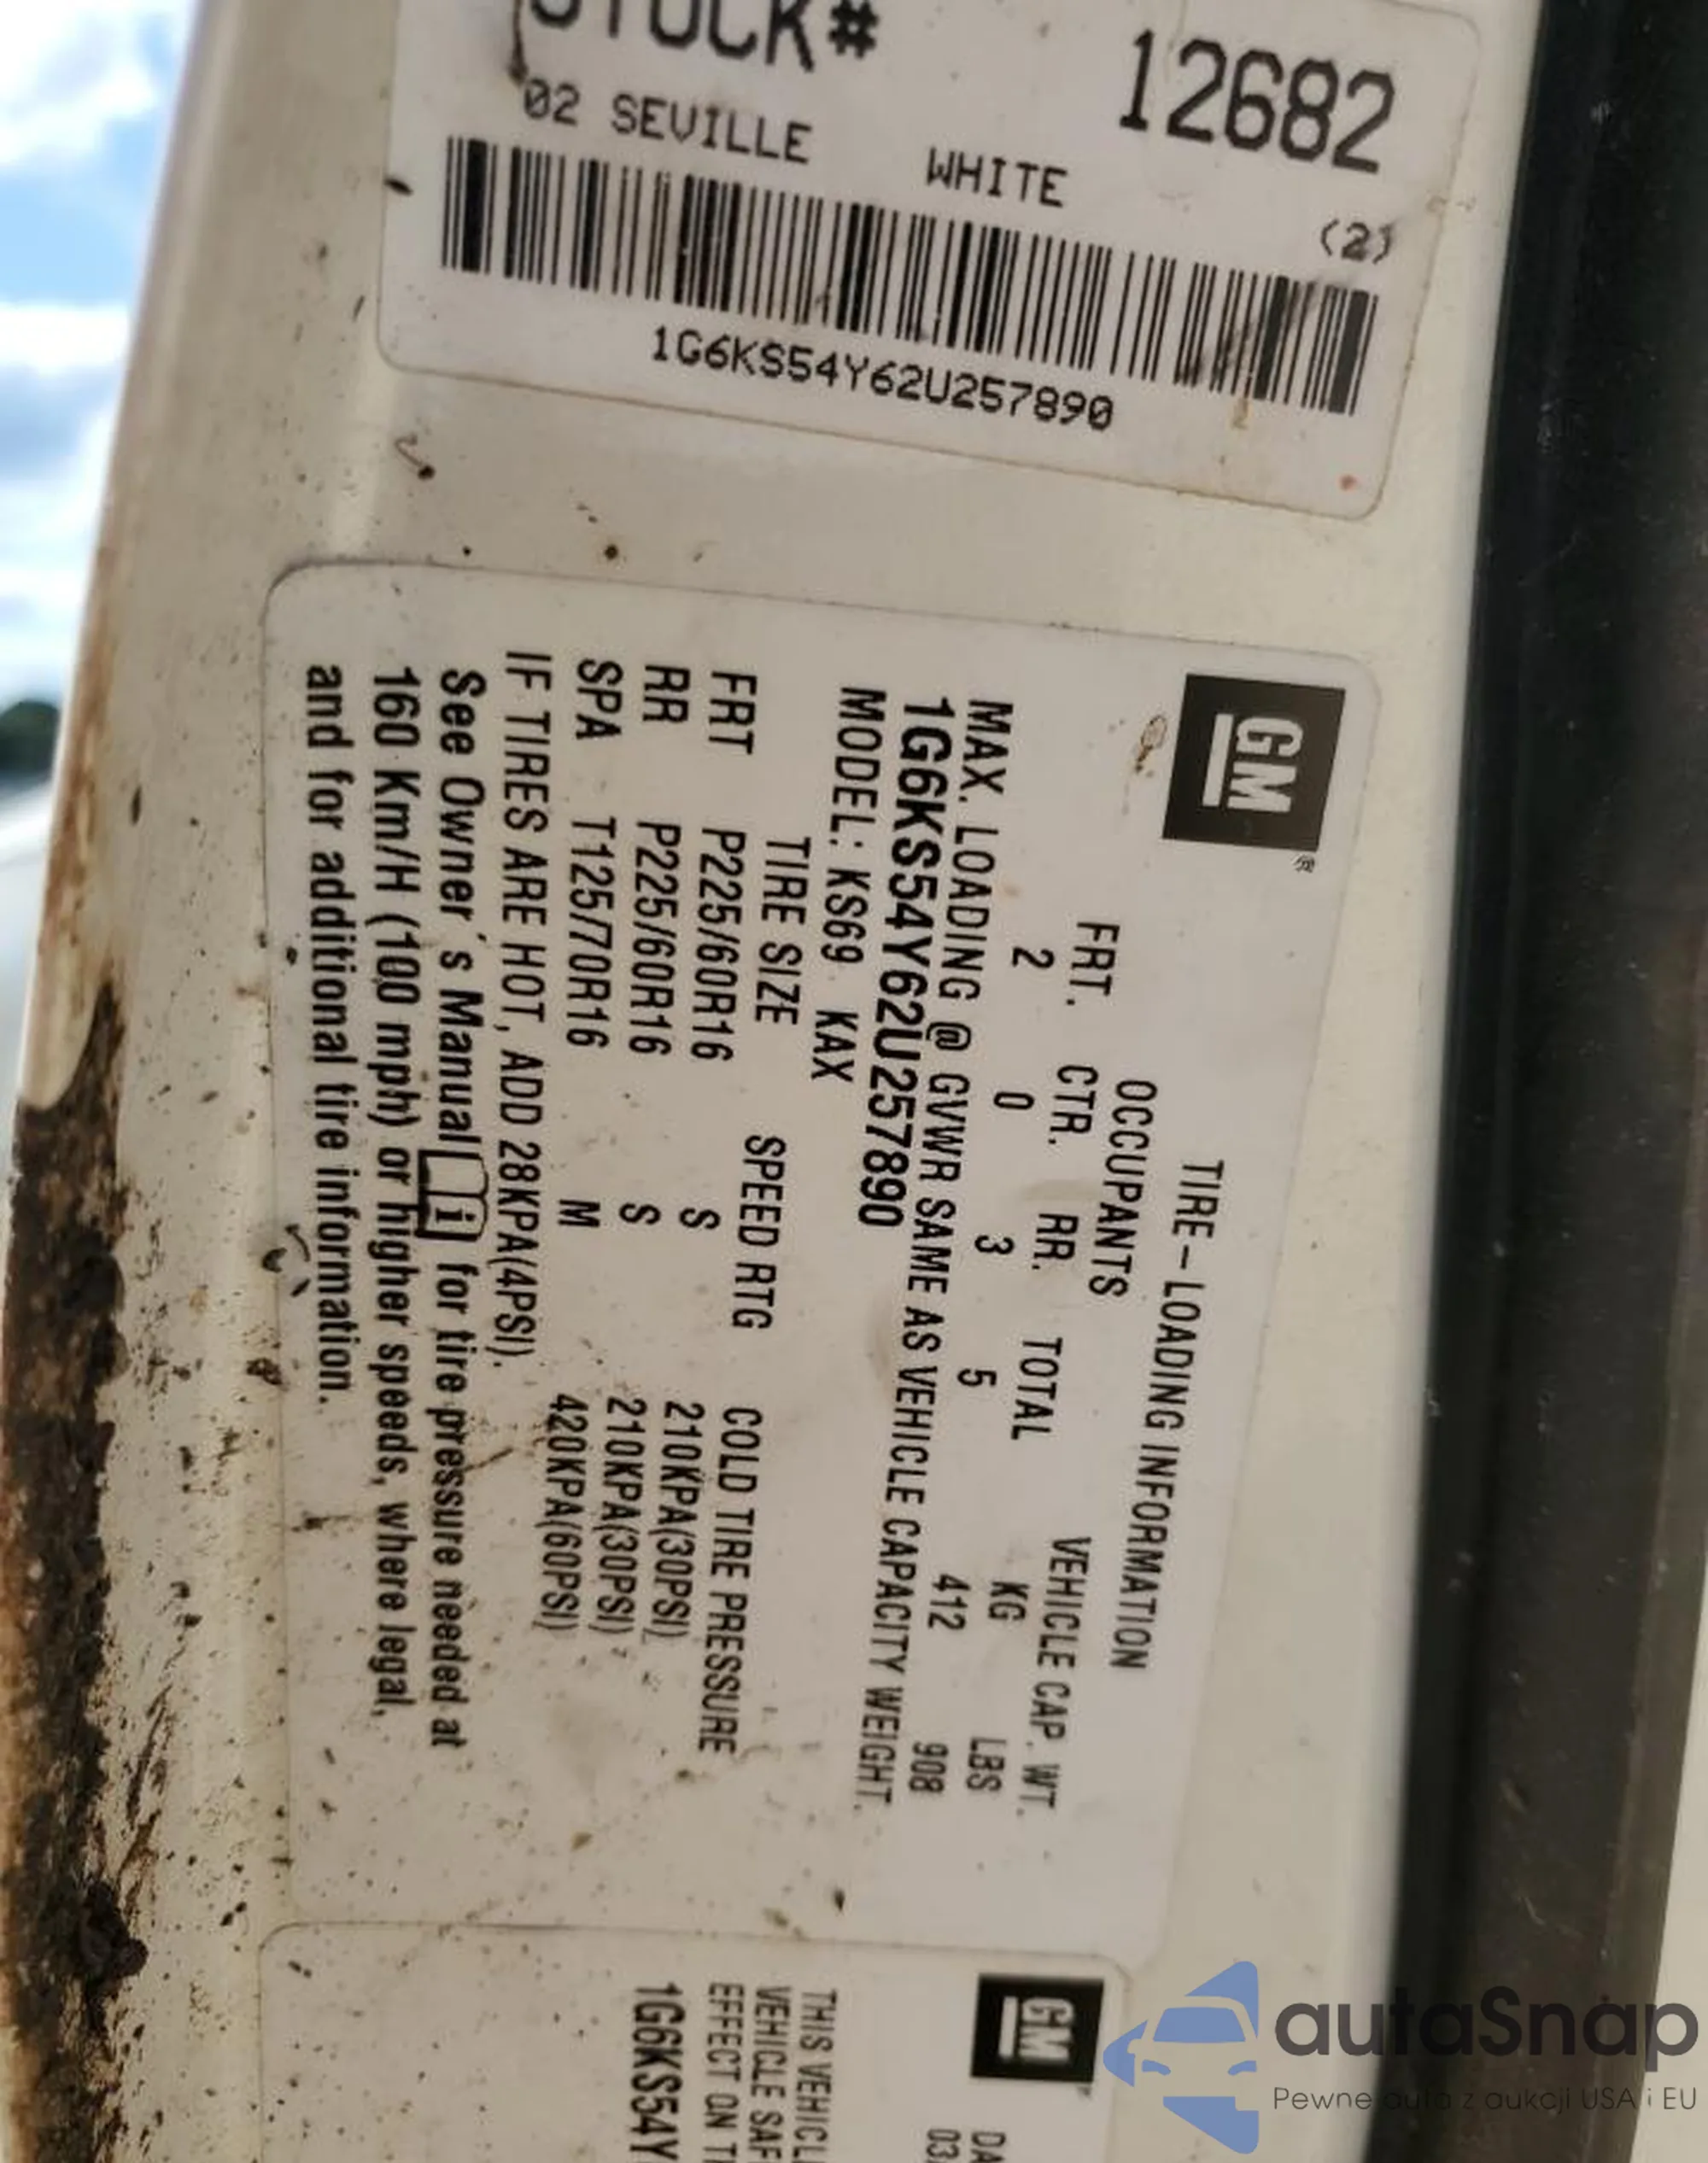 STOCK# 12682
02 SEVILLE WHITE (2)
1G6KS54Y62U257890
GM
TIRE-LOADING INFORMATION
OCCUPANTS VEHICLE CAP. WT.
FRT. CTR. RR. TOTAL KG LBS
2 0 3 5 412 908
MAX. LOADING @ GVWR SAME AS VEHICLE CAPACITY WEIGHT.
1G6KS54Y62U257890
MODEL: KS69 KAX
TIRE SIZE SPEED RTG COLD TIRE PRESSURE
FRT P225/60R16 S 210KPA(30PSI)
RR P225/60R16 S 210KPA(30PSI)
SPA T125/70R16 M 420KPA(60PSI)
IF TIRES ARE HOT, ADD 28KPA(4PSI).
See Owner's Manual i for tire pressure needed at
160 Km/H (100 mph) or higher speeds, where legal,
and for additional tire information.
GM
DA
03
THIS VEHICL
VEHICLE SAF
EFFECT ON T
1G6KS54Y
autaSnap
Pewne auta z aukcji USA i EU